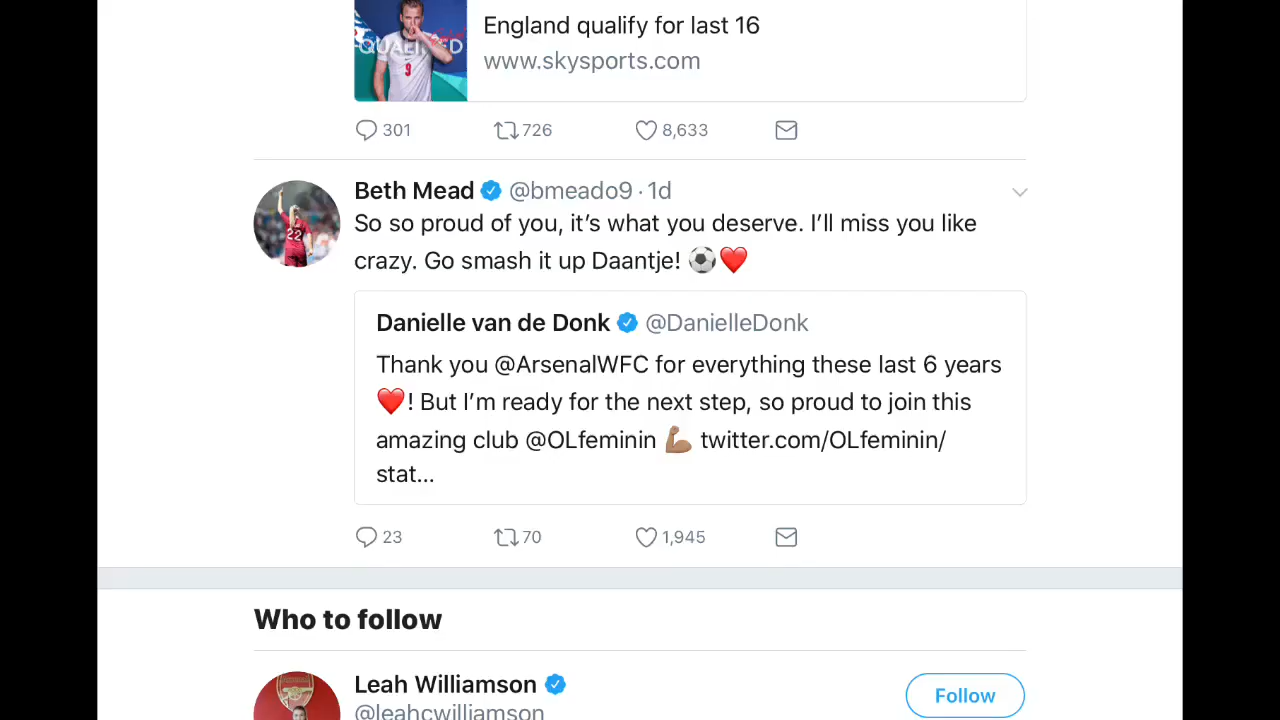 QUALIFIED
9
England qualify for last 16
www.skysports.com
301 726 8,633
Beth Mead @bmeado9 · 1d
22
So so proud of you, it’s what you deserve. I’ll miss you like
crazy. Go smash it up Daantje! ⚽❤️
Danielle van de Donk @DanielleDonk
Thank you @ArsenalWFC for everything these last 6 years
❤️! But I’m ready for the next step, so proud to join this
amazing club @OLfeminin 💪🏽 twitter.com/OLfeminin/
stat...
23 70 1,945
Who to follow
Leah Williamson
Follow
@leahcwilliamson